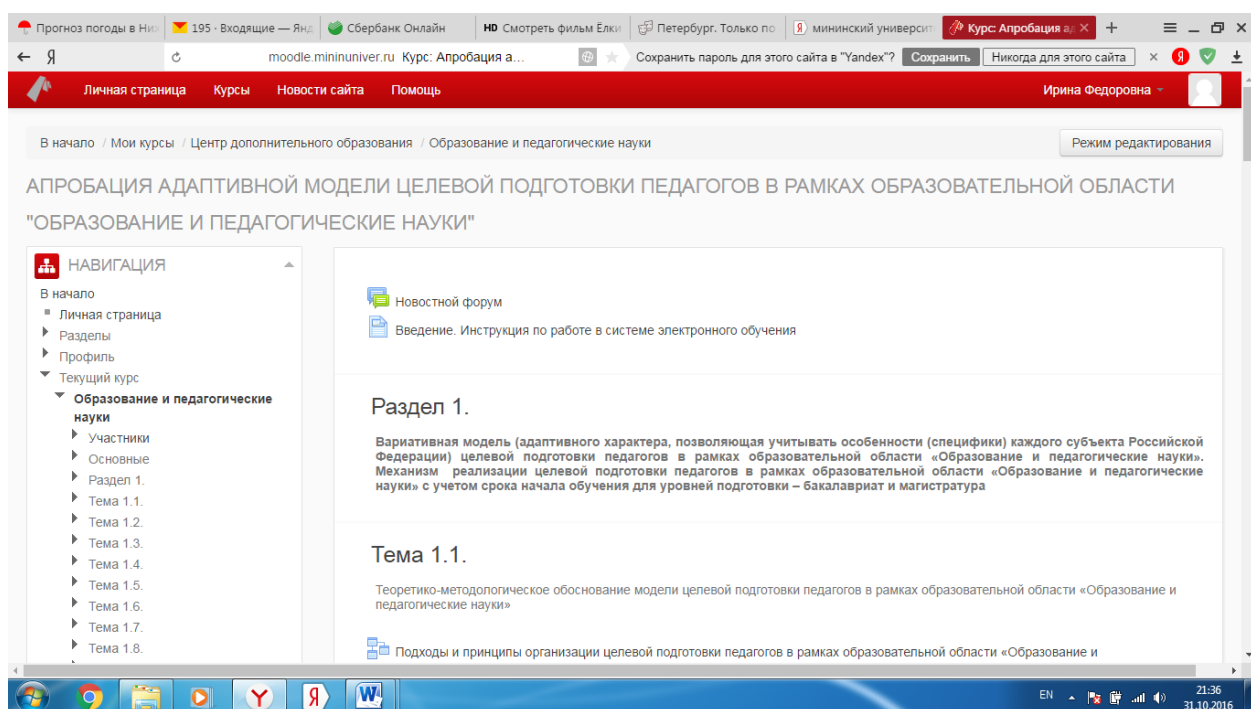 Прогноз погоды в Ниж
195 · Входящие — Янд
Сбербанк Онлайн
HD Смотреть фильм Ёлки
Петербург. Только по
Я мининский университ
Курс: Апробация ад
Я moodle.mininuniver.ru Курс: Апробация а...
Сохранить пароль для этого сайта в "Yandex"? Сохранить Никогда для этого сайта
Личная страница Курсы Новости сайта Помощь Ирина Федоровна
В начало / Мои курсы / Центр дополнительного образования / Образование и педагогические науки Режим редактирования
АПРОБАЦИЯ АДАПТИВНОЙ МОДЕЛИ ЦЕЛЕВОЙ ПОДГОТОВКИ ПЕДАГОГОВ В РАМКАХ ОБРАЗОВАТЕЛЬНОЙ ОБЛАСТИ
"ОБРАЗОВАНИЕ И ПЕДАГОГИЧЕСКИЕ НАУКИ"
НАВИГАЦИЯ
В начало
Личная страница
Разделы
Профиль
Текущий курс
Образование и педагогические
науки
Участники
Основные
Раздел 1.
Тема 1.1.
Тема 1.2.
Тема 1.3.
Тема 1.4.
Тема 1.5.
Тема 1.6.
Тема 1.7.
Тема 1.8.
Новостной форум
Введение. Инструкция по работе в системе электронного обучения
Раздел 1.
Вариативная модель (адаптивного характера, позволяющая учитывать особенности (специфики) каждого субъекта Российской
Федерации) целевой подготовки педагогов в рамках образовательной области «Образование и педагогические науки».
Механизм реализации целевой подготовки педагогов в рамках образовательной области «Образование и педагогические
науки» с учетом срока начала обучения для уровней подготовки – бакалавриат и магистратура
Тема 1.1.
Теоретико-методологическое обоснование модели целевой подготовки педагогов в рамках образовательной области «Образование и
педагогические науки»
Подходы и принципы организации целевой подготовки педагогов в рамках образовательной области «Образование и
EN 21:36
31.10.2016